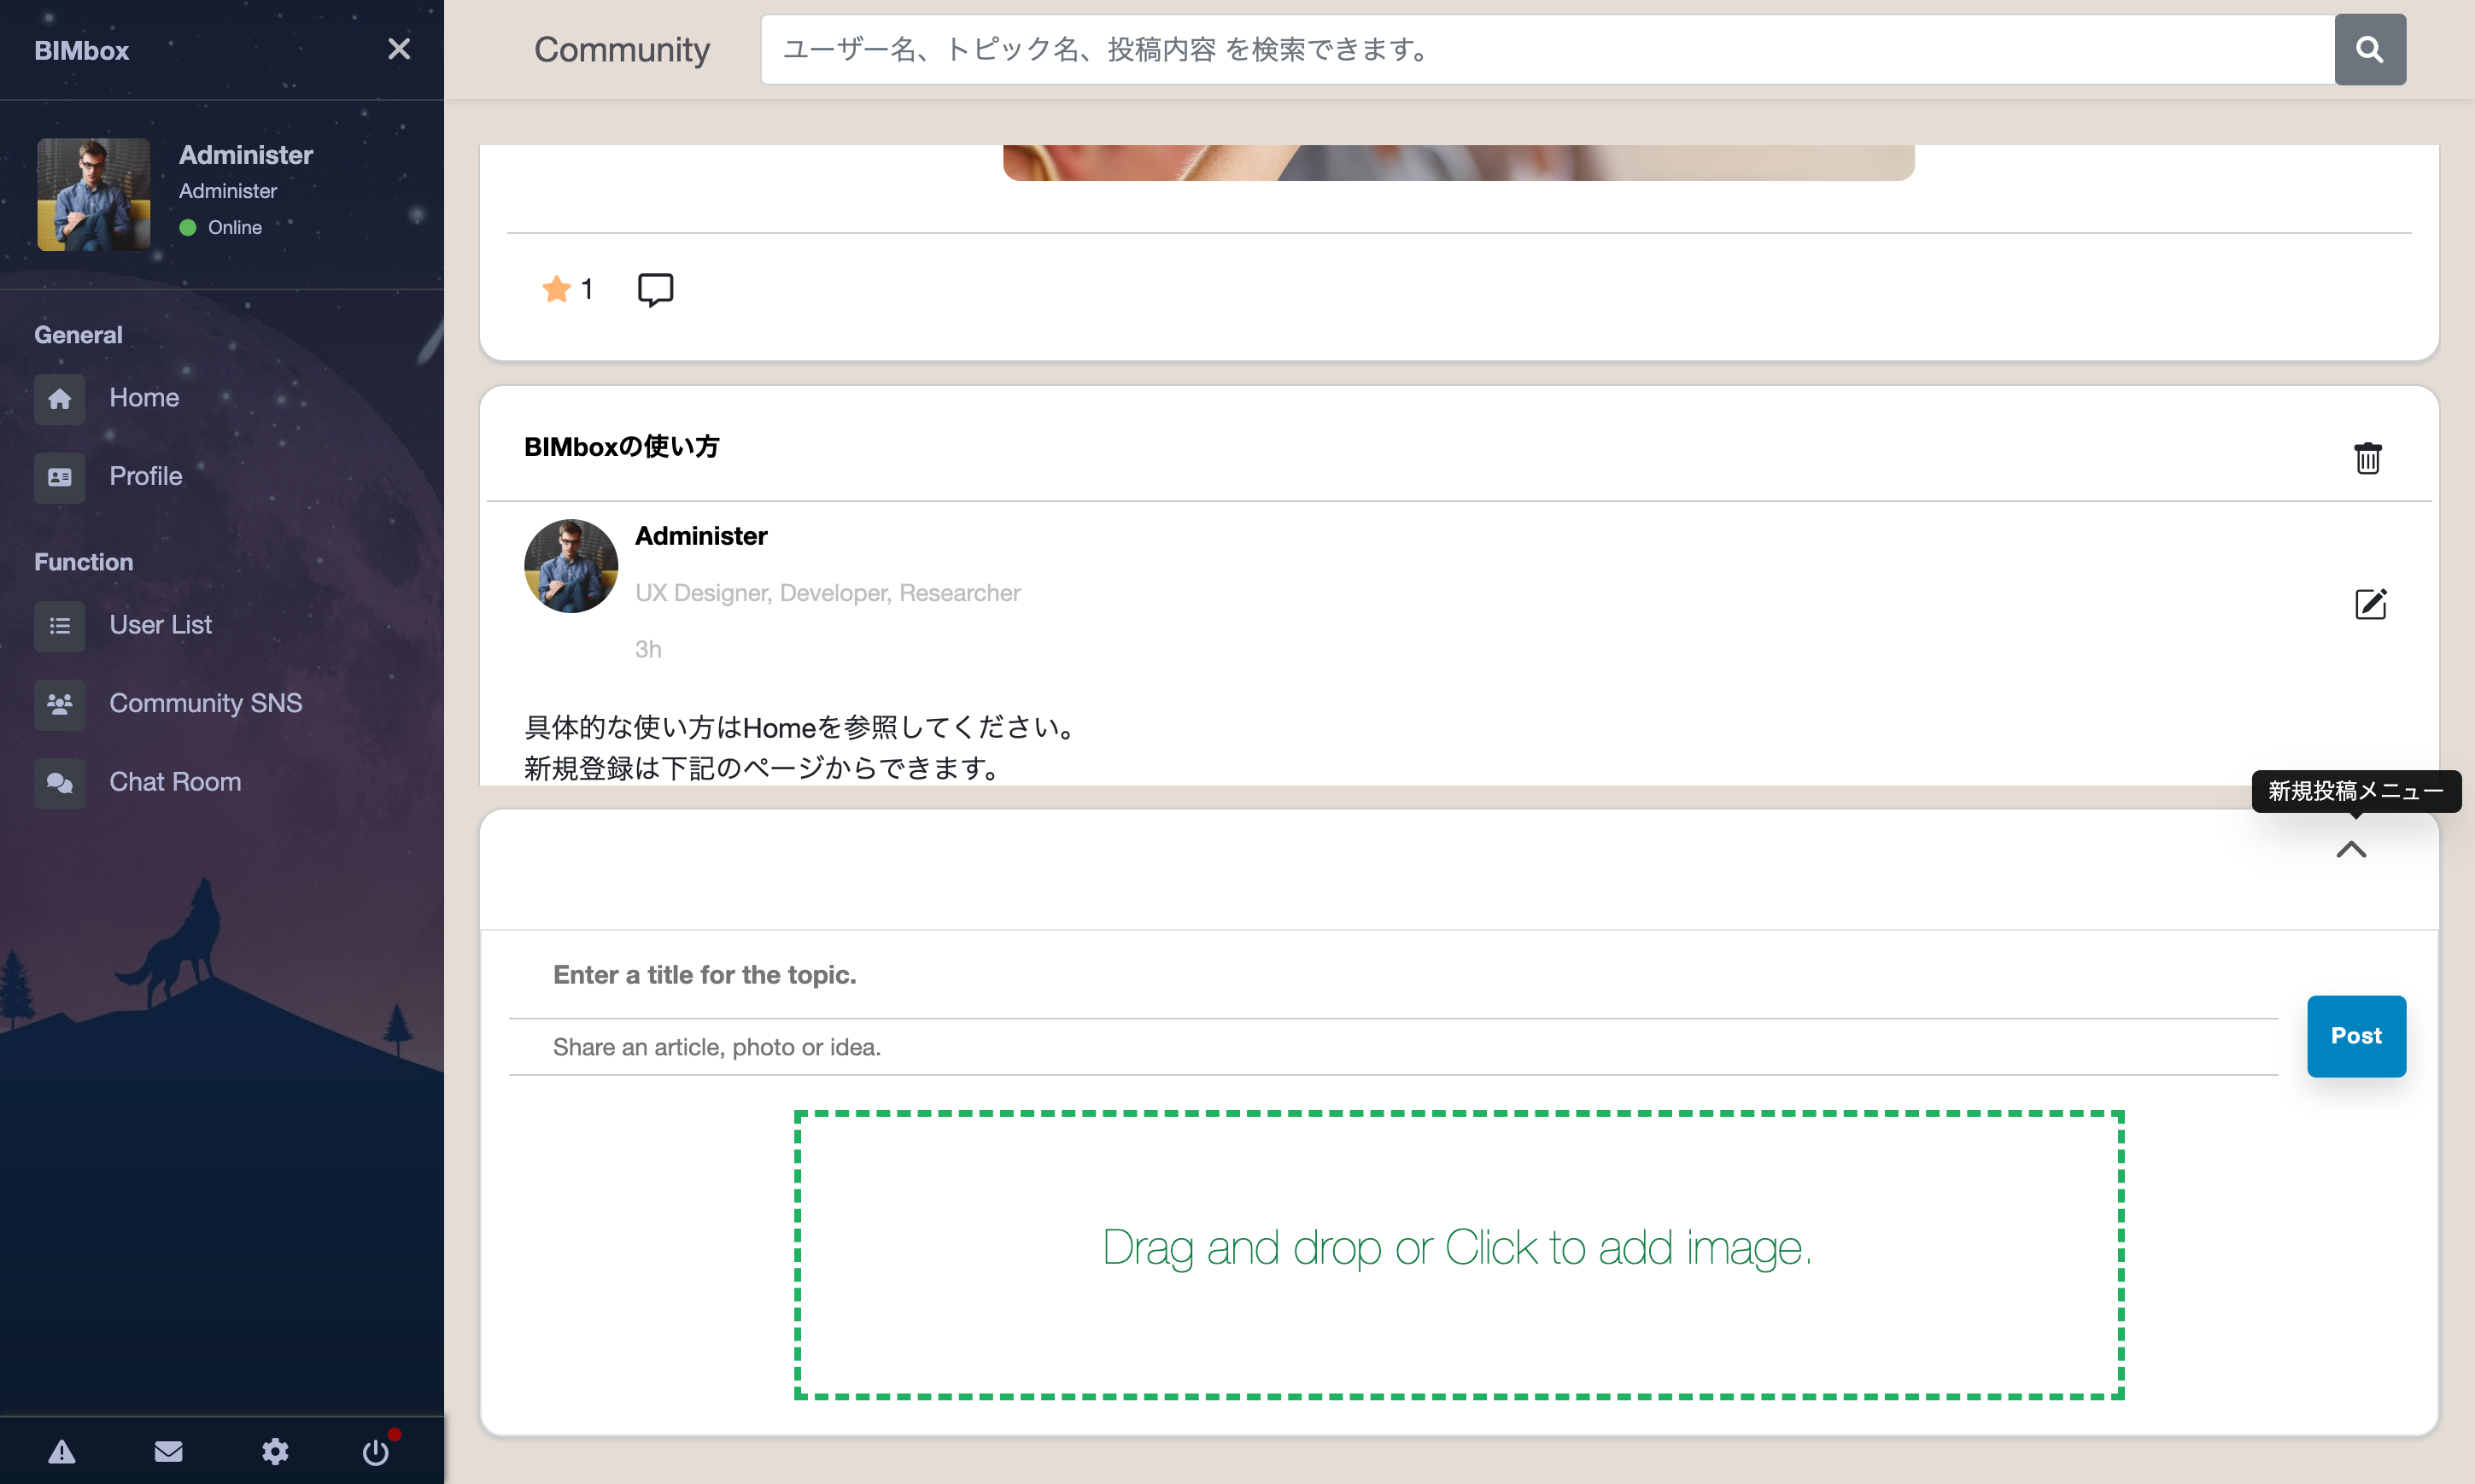 BIMbox
Administer
Administer
Online
General
Home
Profile
Function
User List
Community SNS
Chat Room
Community
ユーザー名、トピック名、投稿内容 を検索できます。
1
BIMboxの使い方
Administer
UX Designer, Developer, Researcher
3h
具体的な使い方はHomeを参照してください。
新規登録は下記のページからできます。
新規投稿メニュー
Enter a title for the topic.
Share an article, photo or idea.
Post
Drag and drop or Click to add image.